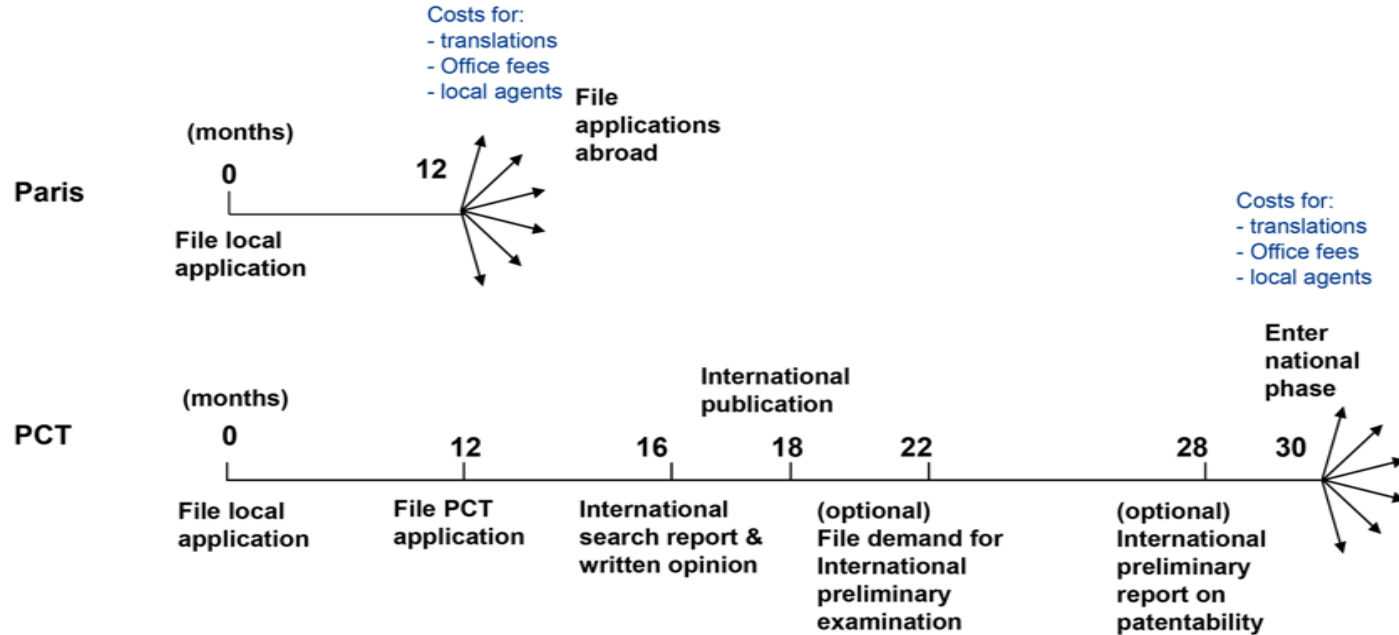 Costs for:
- translations
- Office fees
- local agents
File
applications
abroad
(months)
0
12
Paris
File local
application
Costs for:
- translations
- Office fees
- local agents
Enter
national
phase
International
publication
(months)
PCT
0
12
16
18
22
28
30
File local
application
File PCT
application
International
search report &
written opinion
(optional)
File demand for
International
preliminary
examination
(optional)
International
preliminary
report on
patentability